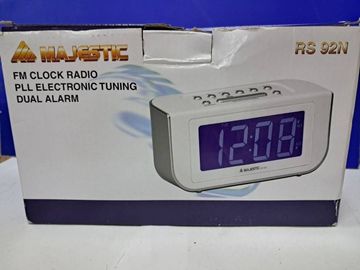 MAJESTIC
RS 92N
FM CLOCK RADIO
PLL ELECTRONIC TUNING
DUAL ALARM
12:08
MAJESTIC